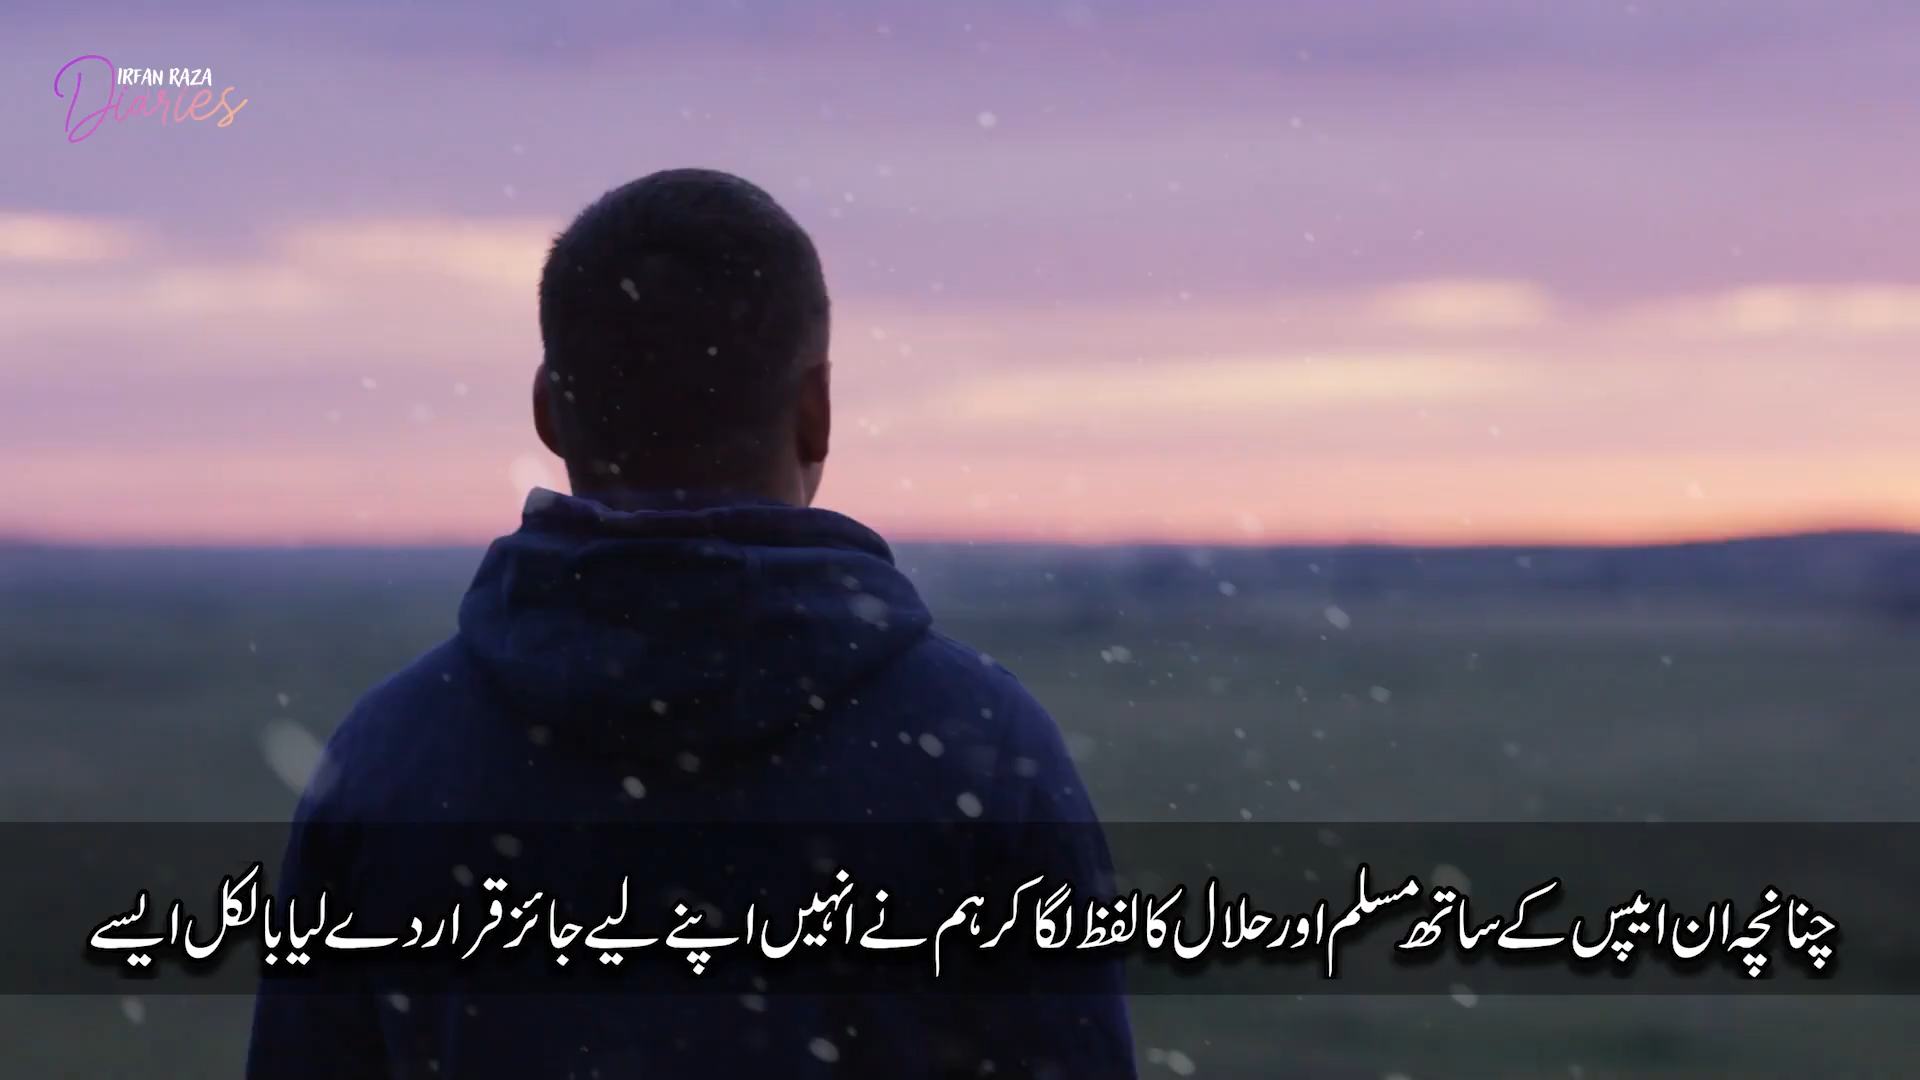 IRFAN RAZA
Diaries
چنانچہ ان ایپس کے ساتھ مسلم اور حلال کا لفظ لگا کر ہم نے انہیں اپنے لیے جائز قرار دے لیا بالکل ایسے